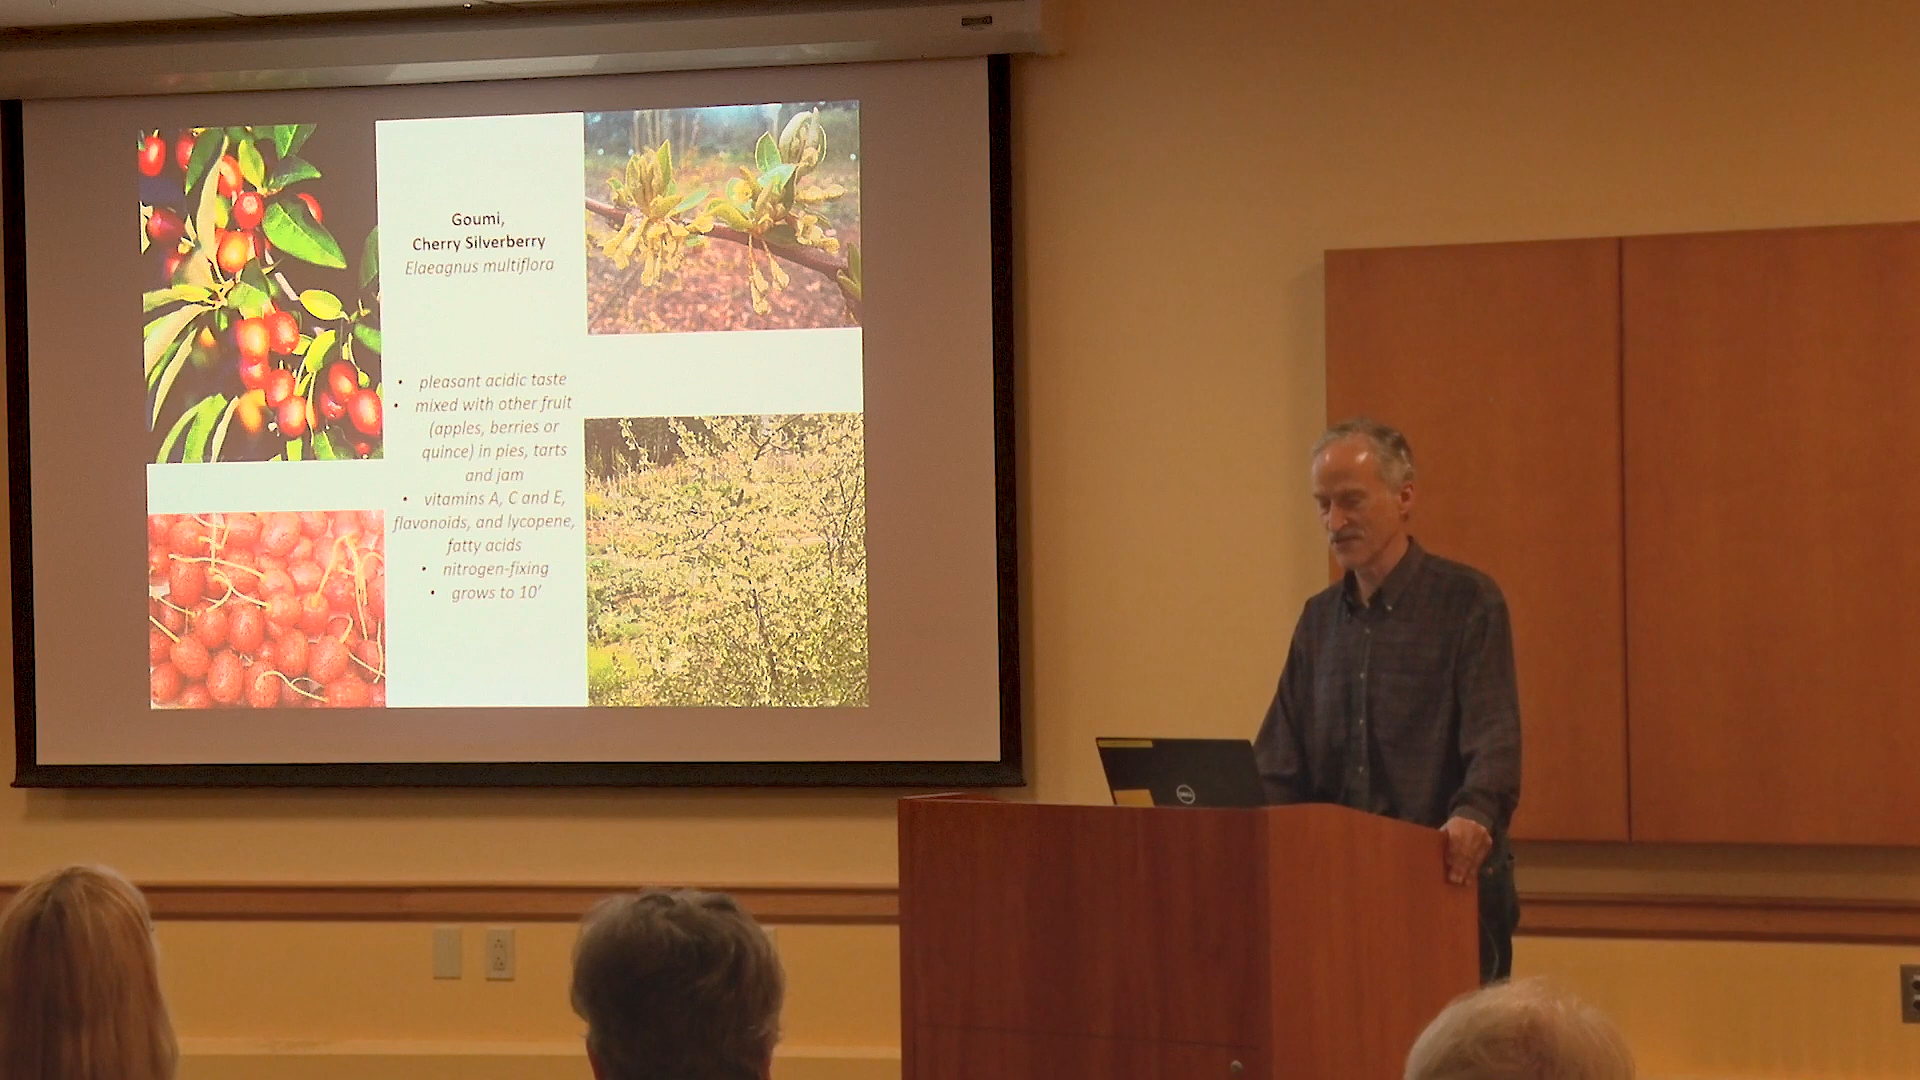 Goumi,
Cherry Silverberry
Elaeagnus multiflora
• pleasant acidic taste
• mixed with other fruit
(apples, berries or
quince) in pies, tarts
and jam
• vitamins A, C and E,
flavonoids, and lycopene,
fatty acids
• nitrogen-fixing
• grows to 10'
DELL